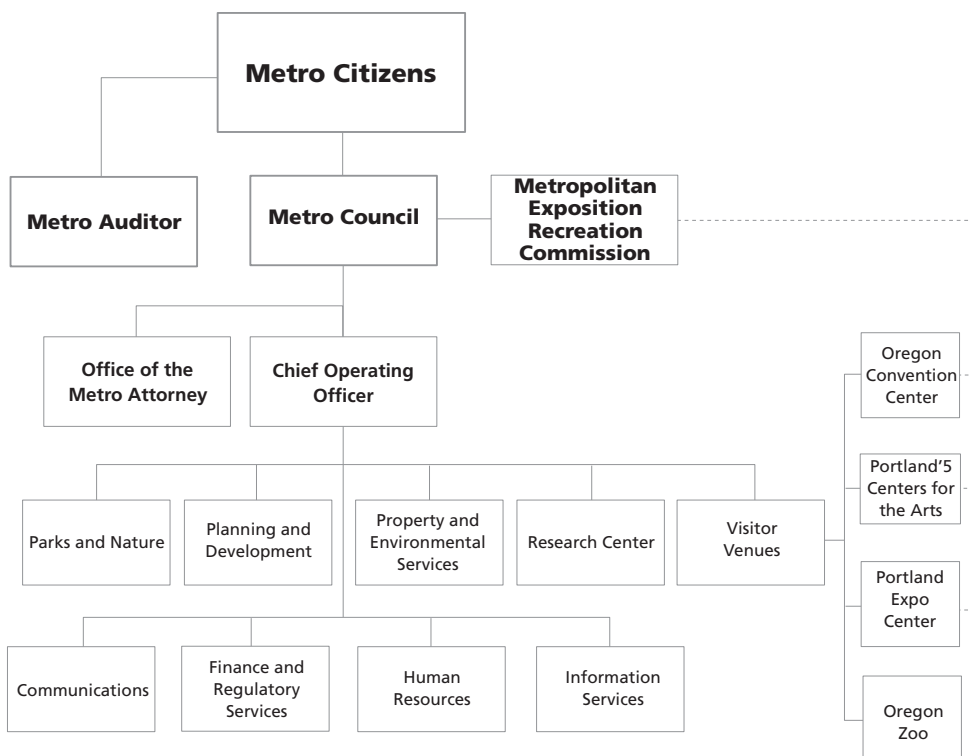 Metro Citizens
Metro Auditor
Metro Council
Metropolitan
Exposition
Recreation
Commission
Office of the
Metro Attorney
Chief Operating
Officer
Oregon
Convention
Center
Portland'5
Centers for
the Arts
Portland
Expo
Center
Oregon
Zoo
Parks and Nature
Planning and
Development
Property and
Environmental
Services
Research Center
Visitor
Venues
Communications
Finance and
Regulatory
Services
Human
Resources
Information
Services